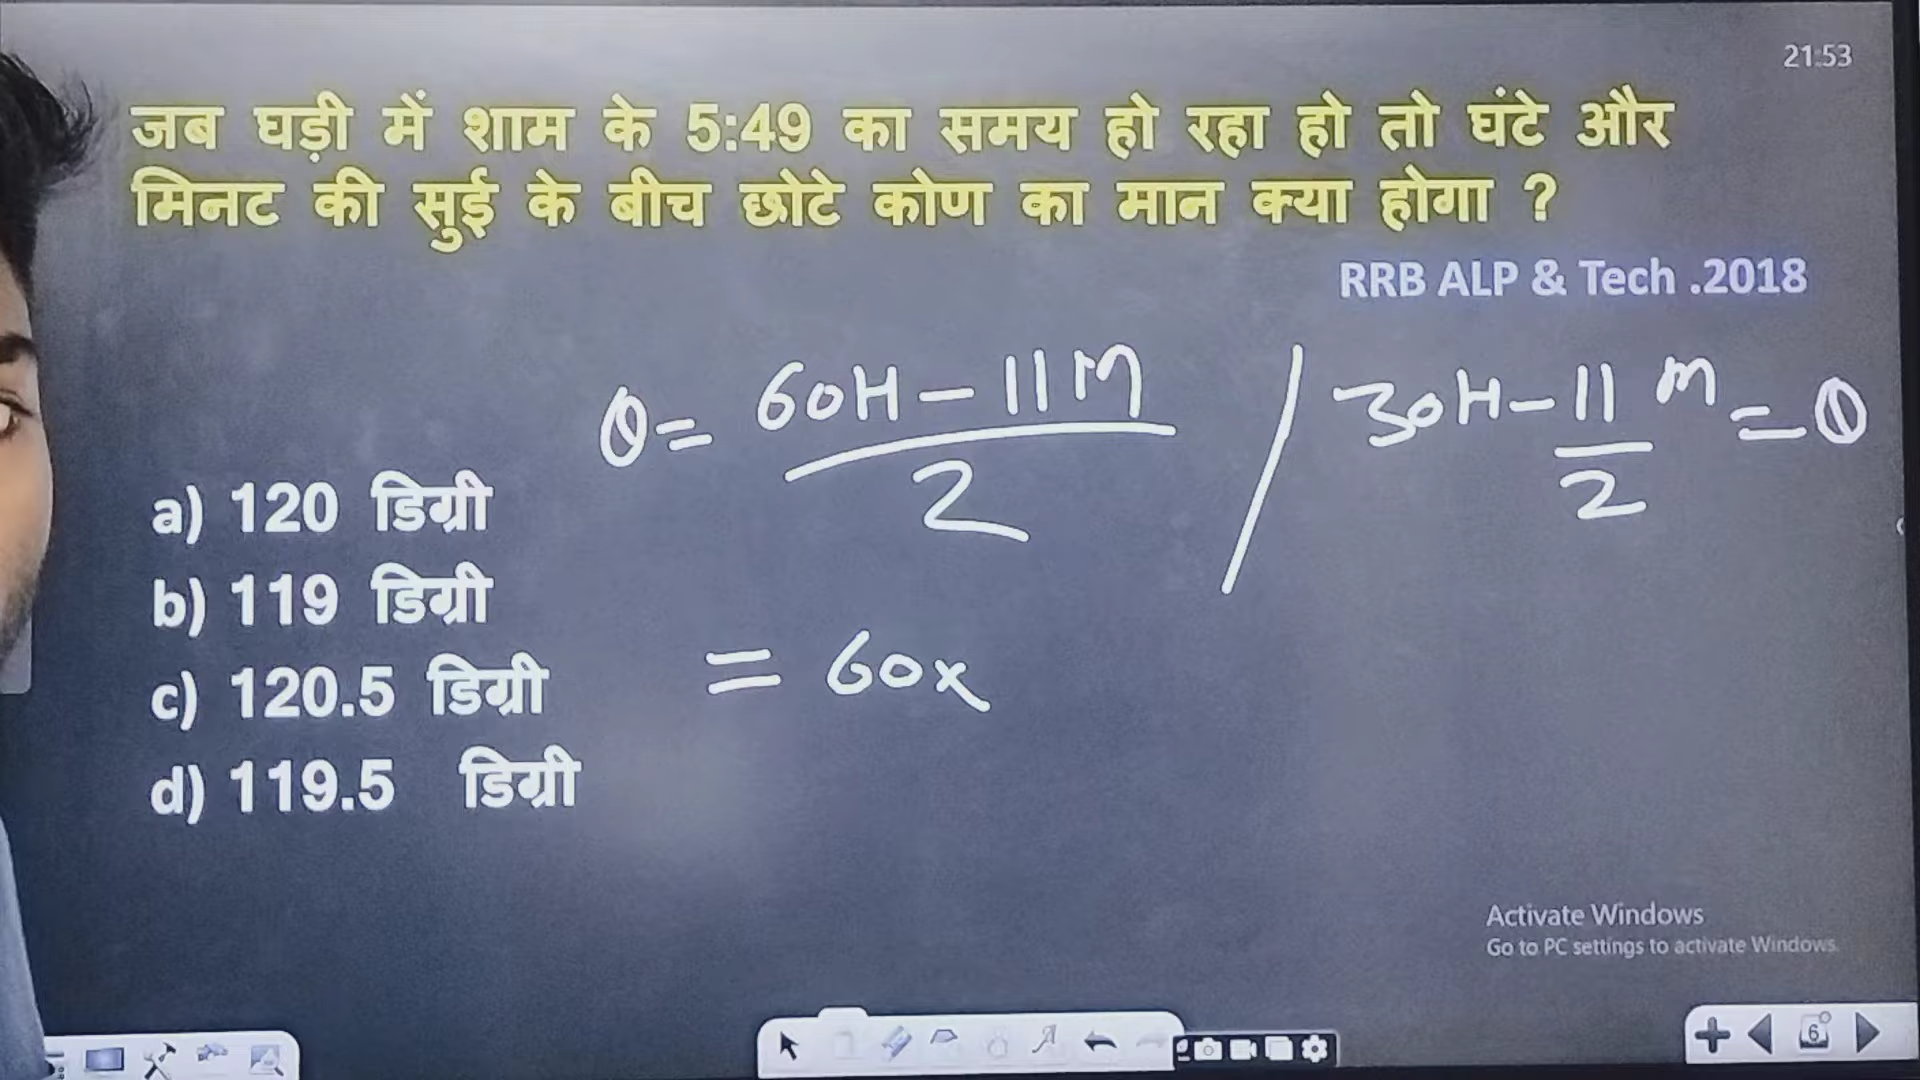 21:53
जब घड़ी में शाम के 5:49 का समय हो रहा हो तो घंटे और
मिनट की सुई के बीच छोटे कोण का मान क्या होगा ?
RRB ALP & Tech .2018
θ = 60H - 11M / 2
/ 30H - 11/2 M = θ
= 60x
a) 120 डिग्री
b) 119 डिग्री
c) 120.5 डिग्री
d) 119.5 डिग्री
Activate Windows
Go to PC settings to activate Windows.
6